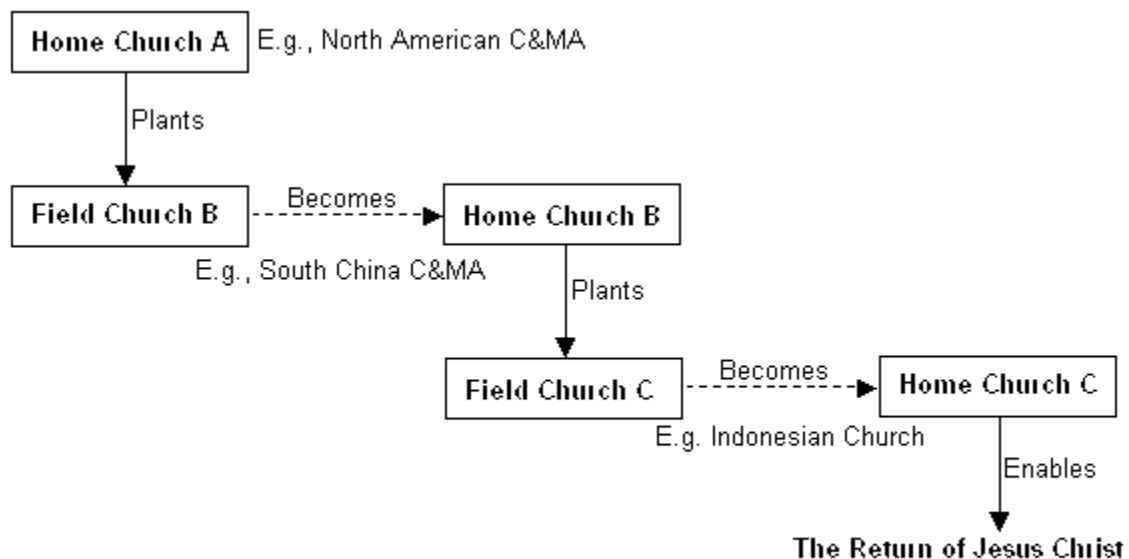 Home Church A
E.g., North American C&MA
Plants
Field Church B
Becomes
Home Church B
E.g., South China C&MA
Plants
Field Church C
Becomes
Home Church C
E.g. Indonesian Church
Enables
The Return of Jesus Christ